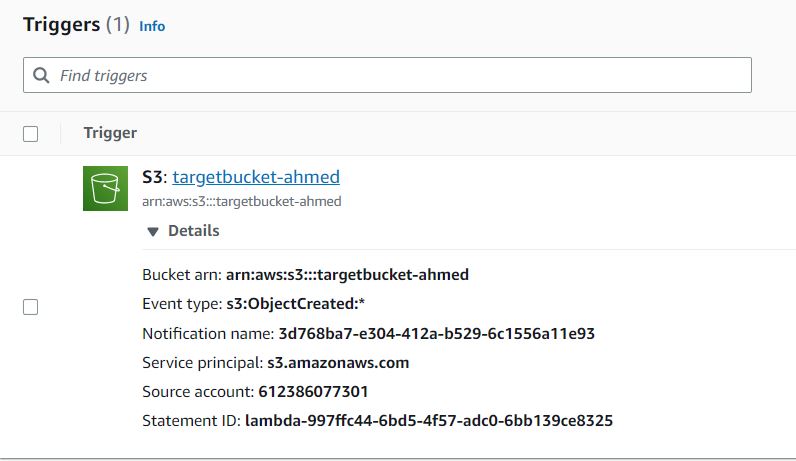 Triggers (1) Info
Find triggers
Trigger
S3: targetbucket-ahmed
arn:aws:s3:::targetbucket-ahmed
▼ Details
Bucket arn: arn:aws:s3:::targetbucket-ahmed
Event type: s3:ObjectCreated:*
Notification name: 3d768ba7-e304-412a-b529-6c1556a11e93
Service principal: s3.amazonaws.com
Source account: 612386077301
Statement ID: lambda-997ffc44-6bd5-4f57-adc0-6bb139ce8325